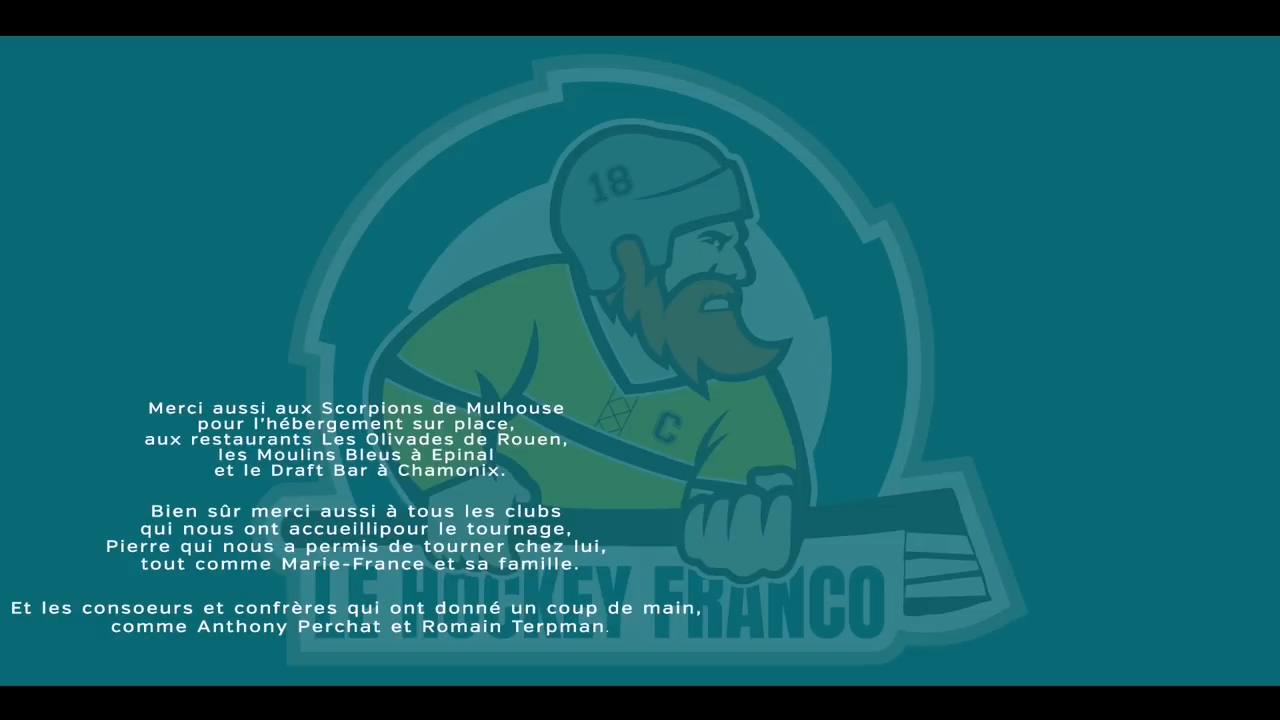 18
C
Merci aussi aux Scorpions de Mulhouse
pour l'hébergement sur place,
aux restaurants Les Olivades de Rouen,
les Moulins Bleus à Epinal
et le Draft Bar à Chamonix.
Bien sûr merci aussi à tous les clubs
qui nous ont accueillipour le tournage,
Pierre qui nous a permis de tourner chez lui,
tout comme Marie-France et sa famille.
Et les consoeurs et confrères qui ont donné un coup de main,
comme Anthony Perchat et Romain Terpman.
LE HOCKEY FRANCO